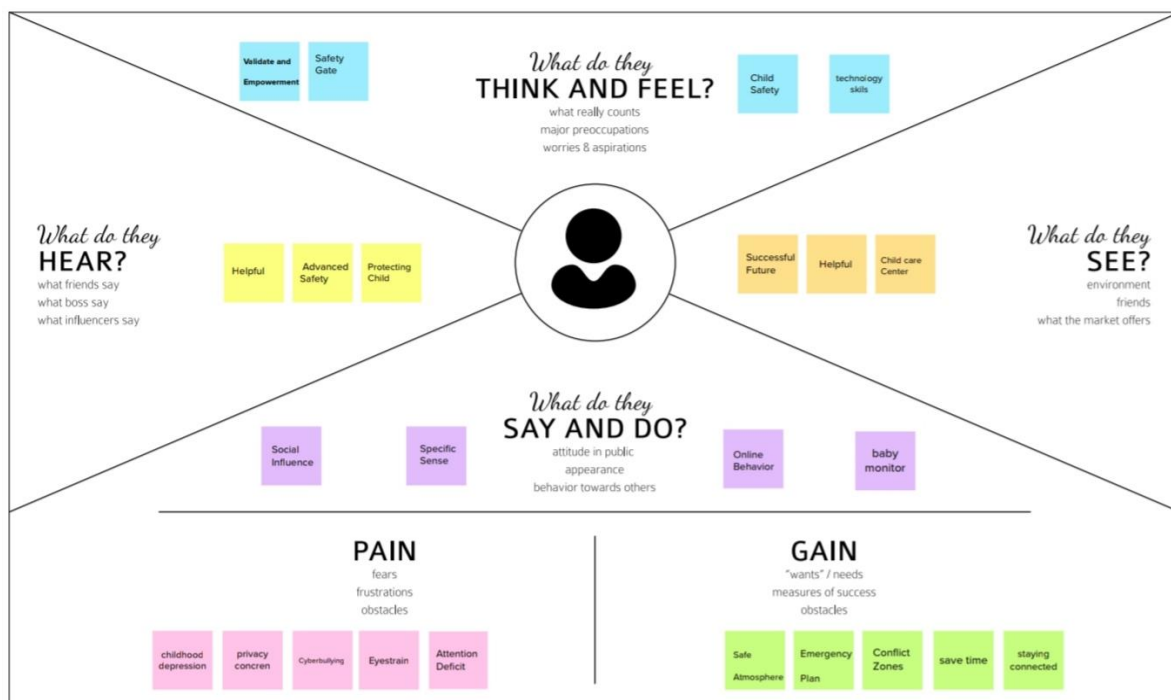 Validate and
Empowerment
Safety
Gate
What do they
THINK AND FEEL?
what really counts
major preoccupations
worries & aspirations
Child
Safety
technology
skils
What do they
HEAR?
what friends say
what boss say
what influencers say
Helpful
Advanced
Safety
Protecting
Child
Successful
Future
Helpful
Child care
Center
What do they
SEE?
environment
friends
what the market offers
What do they
SAY AND DO?
attitude in public
appearance
behavior towards others
Social
Influence
Specific
Sense
Online
Behavior
baby
monitor
PAIN
fears
frustrations
obstacles
childhood
depression
privacy
concren
Cyberbullying
Eyestrain
Attention
Deficit
GAIN
"wants" / needs
measures of success
obstacles
Safe
Atmosphere
Emergency
Plan
Conflict
Zones
save time
staying
connected